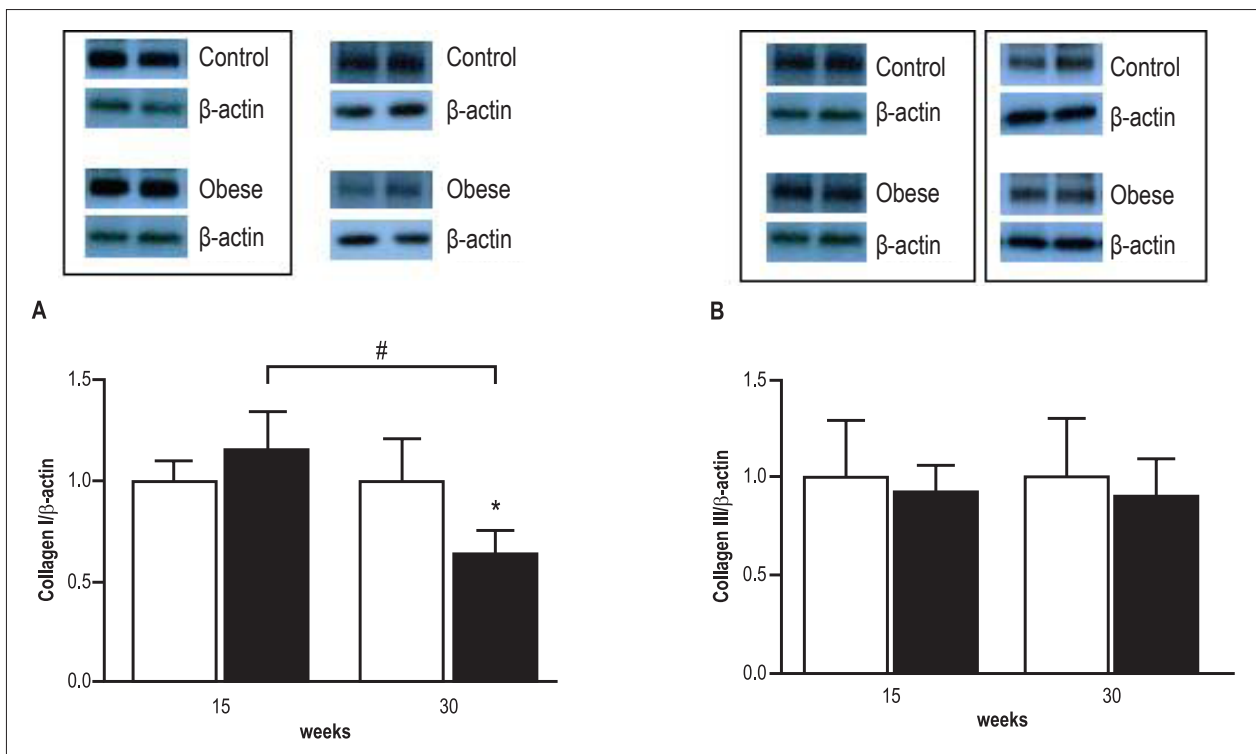 Control
β-actin
Obese
β-actin
Control
β-actin
Obese
β-actin
A
#
*
Collagen I/β-actin
1.5
1.0
0.5
0.0
15
30
weeks
Control
β-actin
Obese
β-actin
Control
β-actin
Obese
β-actin
B
Collagen III/β-actin
1.5
1.0
0.5
0.0
15
30
weeks